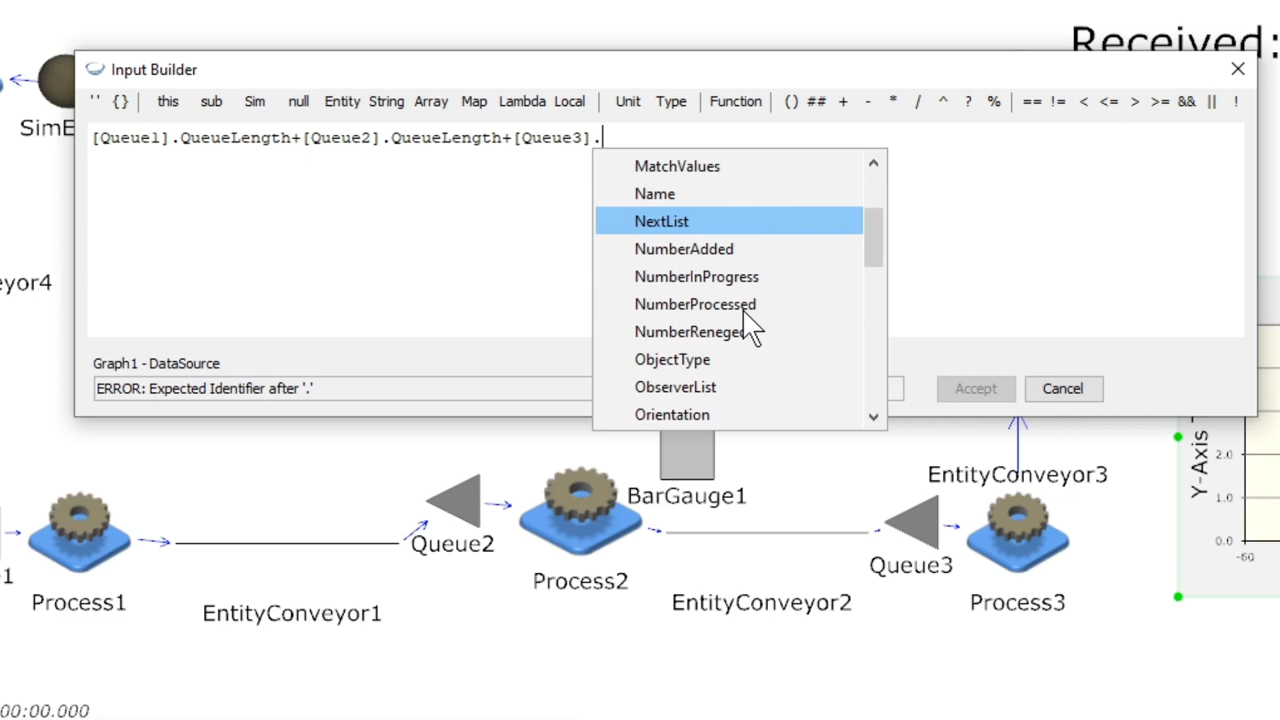 Received:
Input Builder
' ' {} this sub Sim null Entity String Array Map Lambda Local Unit Type Function () ## + - * / ^ ? % == != < <= > >= && || !
[Queue1].QueueLength+[Queue2].QueueLength+[Queue3].
MatchValues
Name
NextList
NumberAdded
NumberInProgress
NumberProcessed
NumberReneged
ObjectType
ObserverList
Orientation
Graph1 - DataSource
ERROR: Expected Identifier after '.'
Accept Cancel
SimE
eyor4
EntityConveyor3
BarGauge1
Queue2
Queue3
Process1
Process2
Process3
EntityConveyor1
EntityConveyor2
Y-Axis
2.0
1.0
0.0
-60
00:00.000